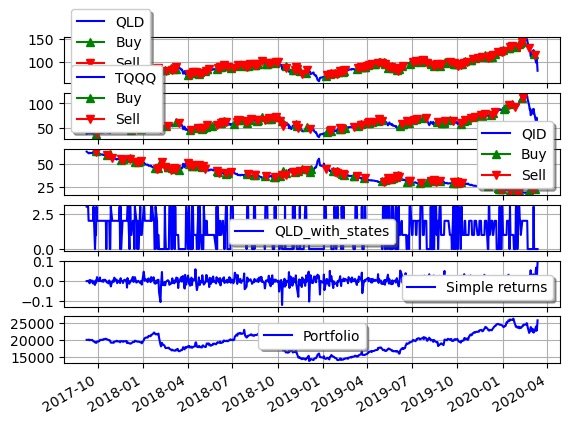 QLD
Buy
Sell
150
100
TQQQ
Buy
Sell
100
50
QID
Buy
Sell
50
25
QLD_with_states
2.5
0.0
Simple returns
0.1
0.0
−0.1
Portfolio
25000
20000
15000
2017-10
2018-01
2018-04
2018-07
2018-10
2019-01
2019-04
2019-07
2019-10
2020-01
2020-04